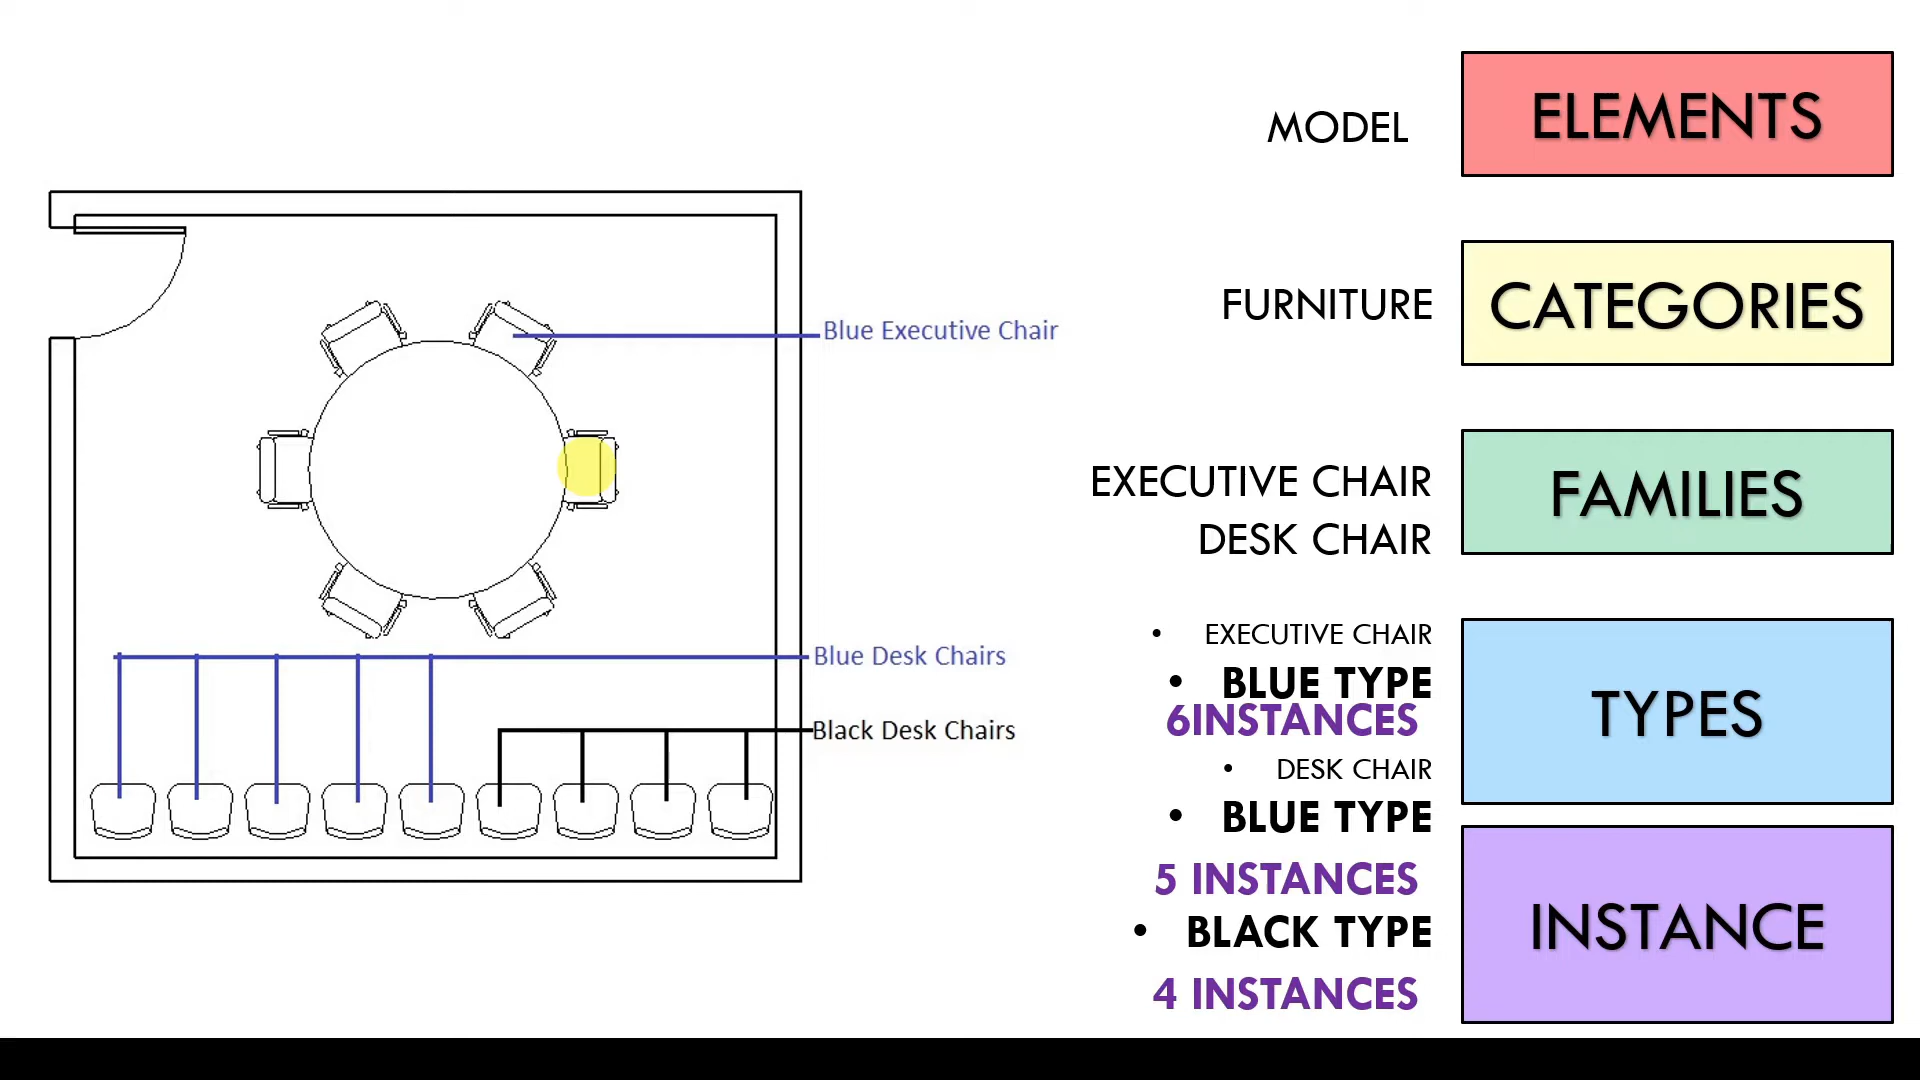 MODEL
ELEMENTS
FURNITURE
CATEGORIES
Blue Executive Chair
EXECUTIVE CHAIR
DESK CHAIR
FAMILIES
Blue Desk Chairs
Black Desk Chairs
• EXECUTIVE CHAIR
• BLUE TYPE
6INSTANCES
• DESK CHAIR
• BLUE TYPE
TYPES
5 INSTANCES
• BLACK TYPE
4 INSTANCES
INSTANCE